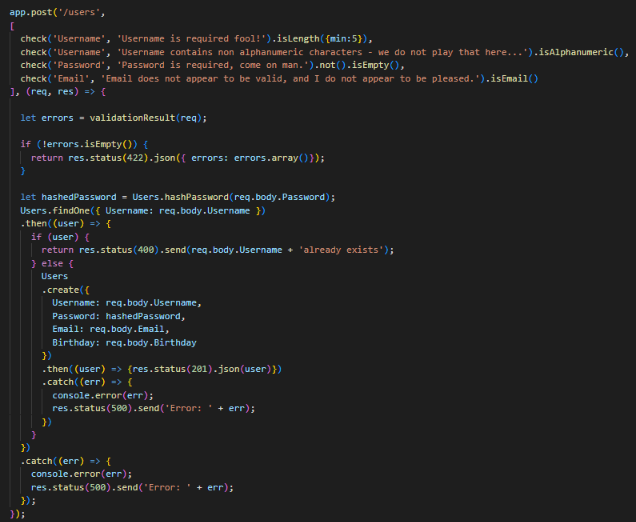 app.post('/users',
[
check('Username', 'Username is required fool!').isLength({min:5}),
check('Username', 'Username contains non alphanumeric characters - we do not play that here...').isAlphanumeric(),
check('Password', 'Password is required, come on man.').not().isEmpty(),
check('Email', 'Email does not appear to be valid, and I do not appear to be pleased.').isEmail()
], (req, res) => {
let errors = validationResult(req);
if (!errors.isEmpty()) {
return res.status(422).json({ errors: errors.array()});
}
let hashedPassword = Users.hashPassword(req.body.Password);
Users.findOne({ Username: req.body.Username })
.then((user) => {
if (user) {
return res.status(400).send(req.body.Username + 'already exists');
} else {
Users
.create({
Username: req.body.Username,
Password: hashedPassword,
Email: req.body.Email,
Birthday: req.body.Birthday
})
.then((user) => {res.status(201).json(user)})
.catch((err) => {
console.error(err);
res.status(500).send('Error: ' + err);
})
}
})
.catch((err) => {
console.error(err);
res.status(500).send('Error: ' + err);
});
});